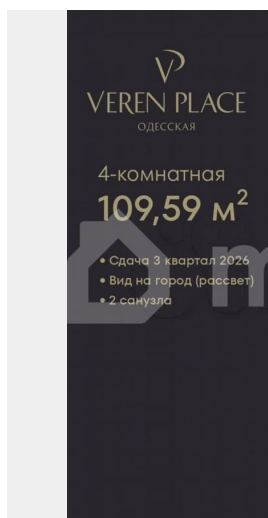 VEREN PLACE
ОДЕССКАЯ
4-комнатная
109,59 м²
• Сдача 3 квартал 2026
• Вид на город (рассвет)
• 2 санузла